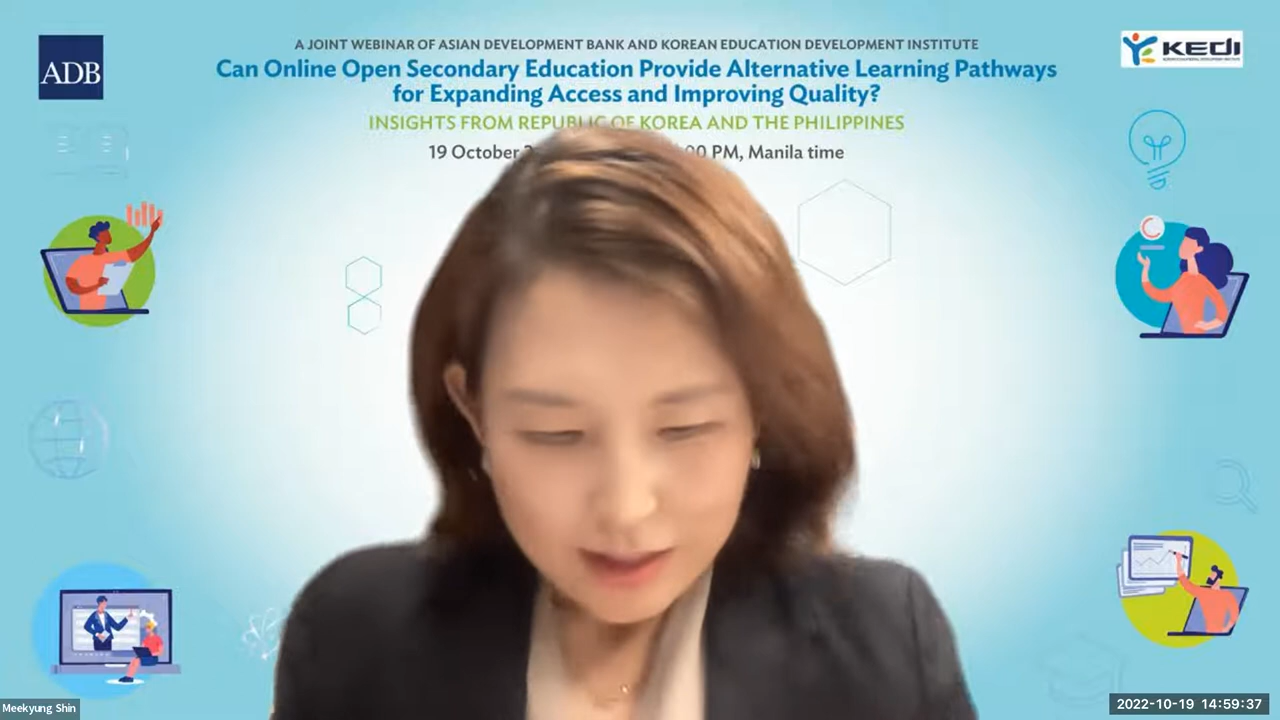 ADB
A JOINT WEBINAR OF ASIAN DEVELOPMENT BANK AND KOREAN EDUCATION DEVELOPMENT INSTITUTE
KEDI
Can Online Open Secondary Education Provide Alternative Learning Pathways
for Expanding Access and Improving Quality?
INSIGHTS FROM REPUBLIC OF KOREA AND THE PHILIPPINES
19 October 00 PM, Manila time
Meekyung Shin
2022-10-19 14:59:37